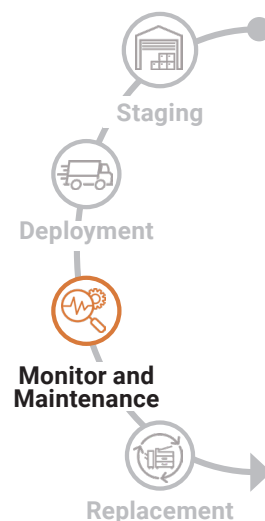 Staging
Deployment
Monitor and
Maintenance
Replacement